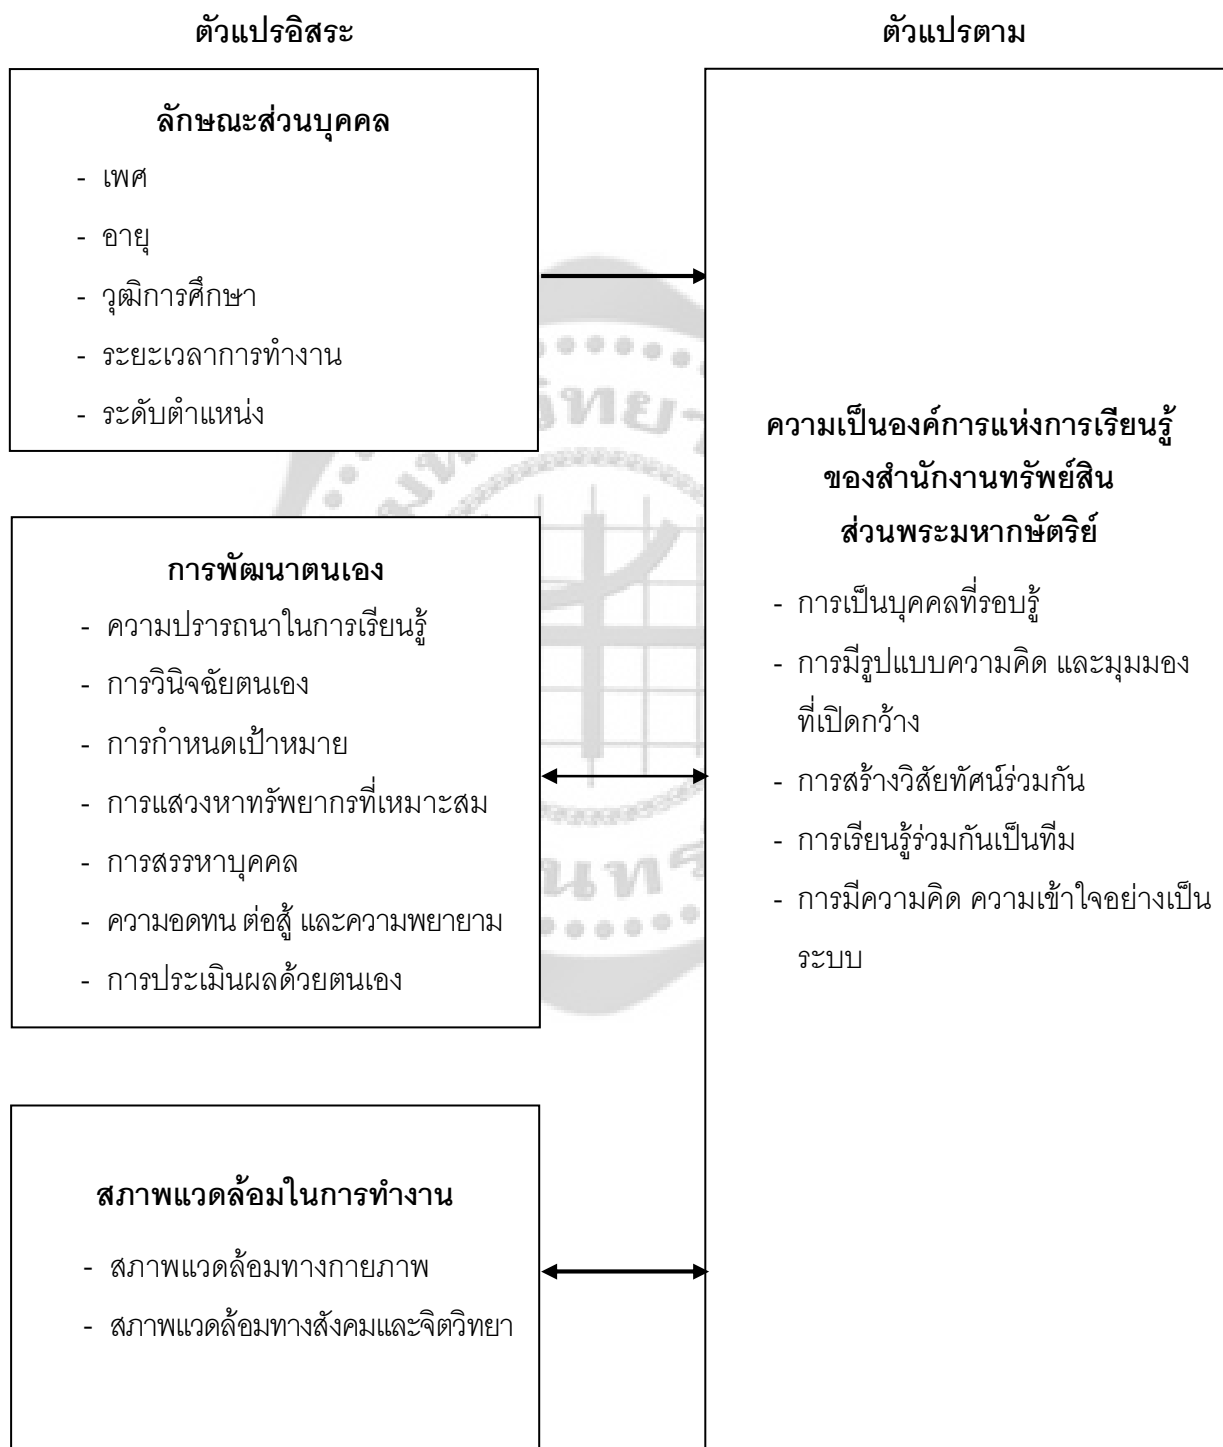 ตัวแปรอิสระ
ตัวแปรตาม
ลักษณะส่วนบุคคล
- เพศ
- อายุ
- วุฒิการศึกษา
- ระยะเวลาการทำงาน
- ระดับตำแหน่ง
การพัฒนาตนเอง
- ความปรารถนาในการเรียนรู้
- การวินิจฉัยตนเอง
- การกำหนดเป้าหมาย
- การแสวงหาทรัพยากรที่เหมาะสม
- การสรรหาบุคคล
- ความอดทน ต่อสู้ และความพยายาม
- การประเมินผลด้วยตนเอง
สภาพแวดล้อมในการทำงาน
- สภาพแวดล้อมทางกายภาพ
- สภาพแวดล้อมทางสังคมและจิตวิทยา
ความเป็นองค์การแห่งการเรียนรู้
ของสำนักงานทรัพย์สิน
ส่วนพระมหากษัตริย์
- การเป็นบุคคลที่รอบรู้
- การมีรูปแบบความคิด และมุมมอง
ที่เปิดกว้าง
- การสร้างวิสัยทัศน์ร่วมกัน
- การเรียนรู้ร่วมกันเป็นทีม
- การมีความคิด ความเข้าใจอย่างเป็น
ระบบ